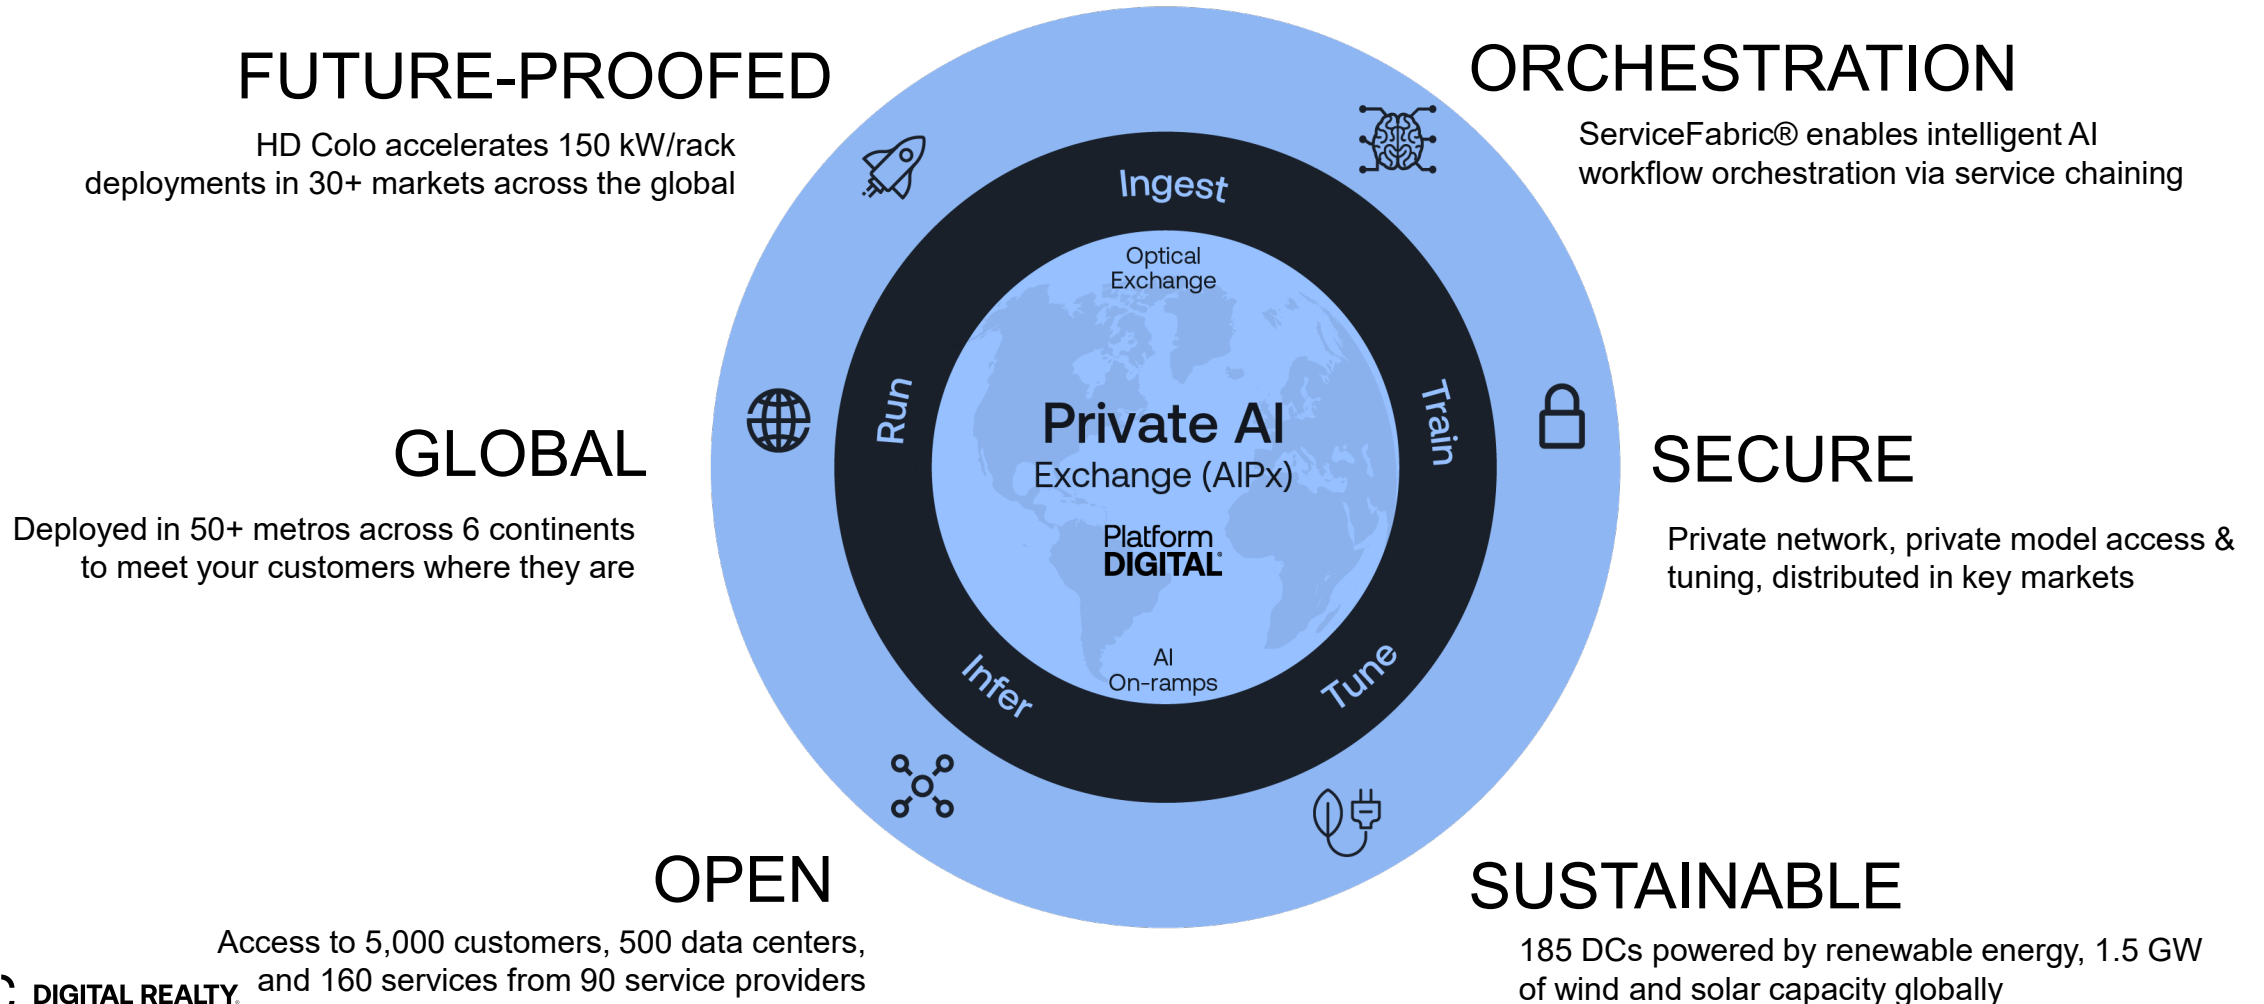 FUTURE-PROOFED
HD Colo accelerates 150 kW/rack
deployments in 30+ markets across the global
ORCHESTRATION
ServiceFabric® enables intelligent AI
workflow orchestration via service chaining
GLOBAL
Deployed in 50+ metros across 6 continents
to meet your customers where they are
SECURE
Private network, private model access &
tuning, distributed in key markets
OPEN
Access to 5,000 customers, 500 data centers,
and 160 services from 90 service providers
SUSTAINABLE
185 DCs powered by renewable energy, 1.5 GW
of wind and solar capacity globally
Ingest
Train
Tune
Infer
Run
Optical
Exchange
Private AI
Exchange (AIPx)
Platform
DIGITAL®
AI
On-ramps
DIGITAL REALTY®